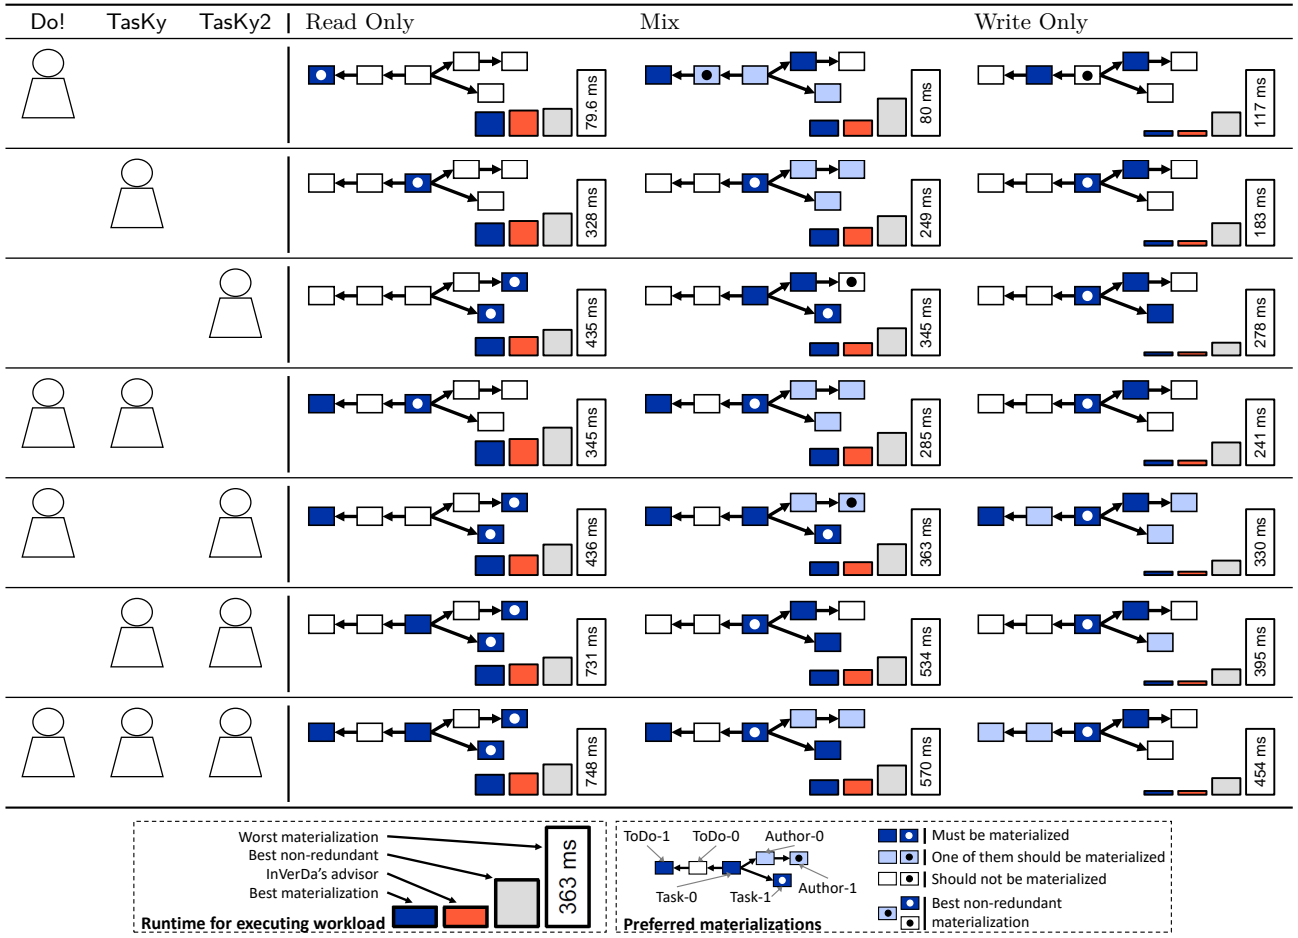 Do! TasKy TasKy2 Read Only Mix Write Only
79.6 ms 80 ms 117 ms
328 ms 249 ms 183 ms
435 ms 345 ms 278 ms
345 ms 285 ms 241 ms
436 ms 363 ms 330 ms
731 ms 534 ms 395 ms
748 ms 570 ms 454 ms
Worst materialization
Best non-redundant
InVerDa's advisor
Best materialization
Runtime for executing workload
363 ms
ToDo-1 ToDo-0 Author-0
Task-0 Task-1 Author-1
Preferred materializations
Must be materialized
One of them should be materialized
Should not be materialized
Best non-redundant
materialization